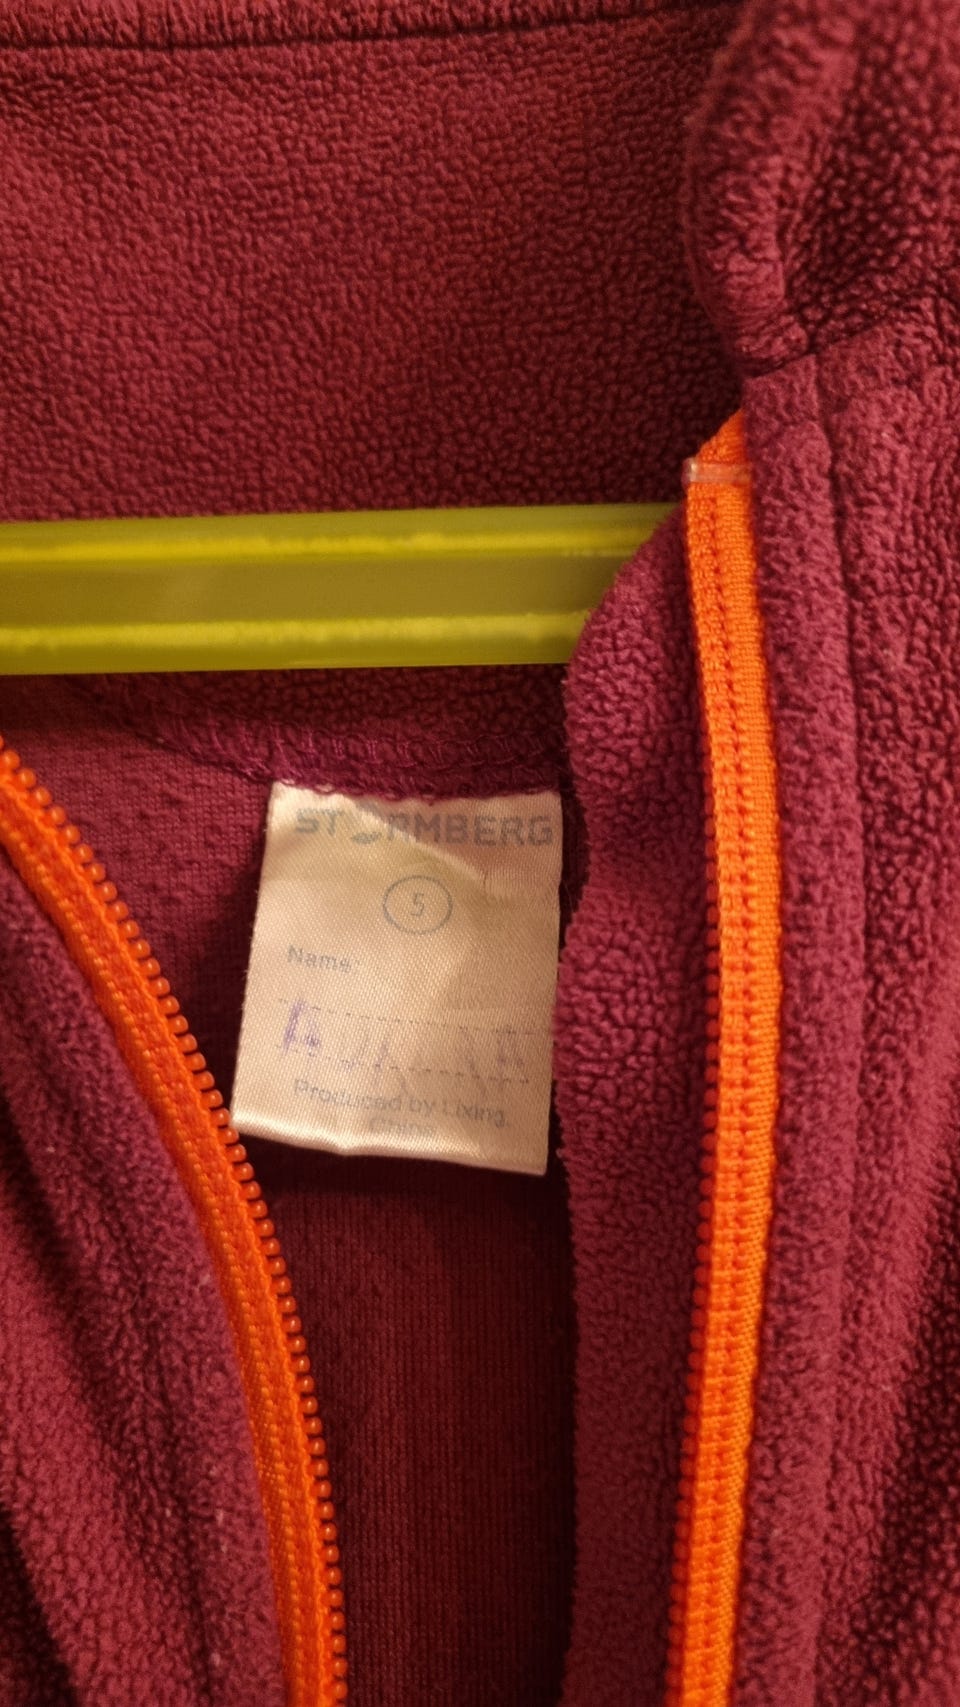 STORMBERG
5
Name:
Produced by Lixing,
China